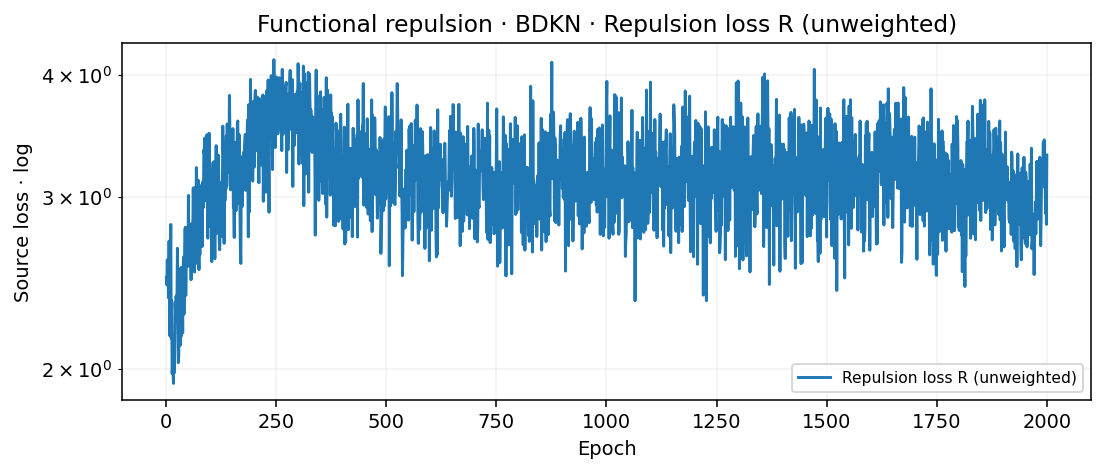 Functional repulsion · BDKN · Repulsion loss R (unweighted)
Source loss · log
4 × 10⁰
3 × 10⁰
2 × 10⁰
Repulsion loss R (unweighted)
0 250 500 750 1000 1250 1500 1750 2000
Epoch